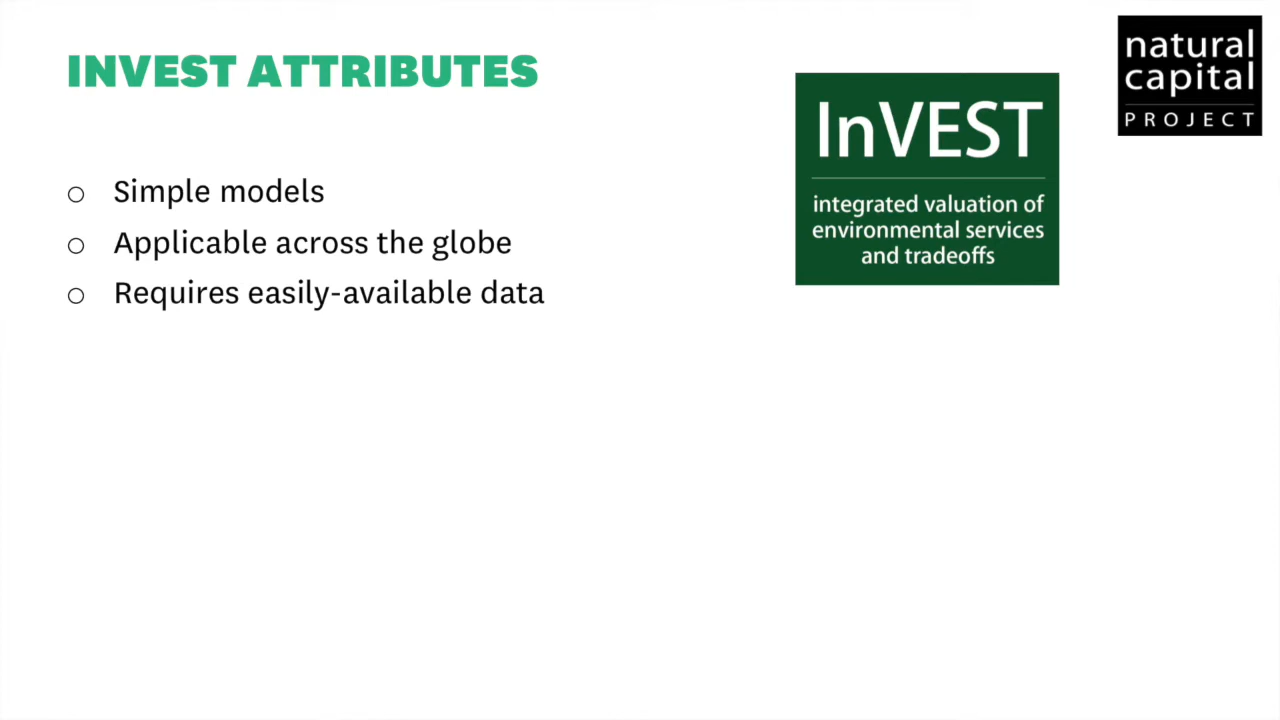 INVEST ATTRIBUTES
Simple models
Applicable across the globe
Requires easily-available data
InVEST
integrated valuation of
environmental services
and tradeoffs
natural
capital
PROJECT